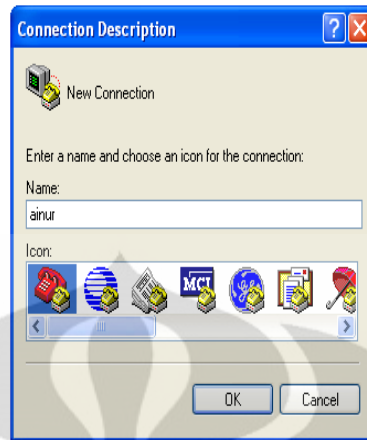 Connection Description
New Connection
Enter a name and choose an icon for the connection:
Name:
ainur
Icon:
MCI
OK Cancel